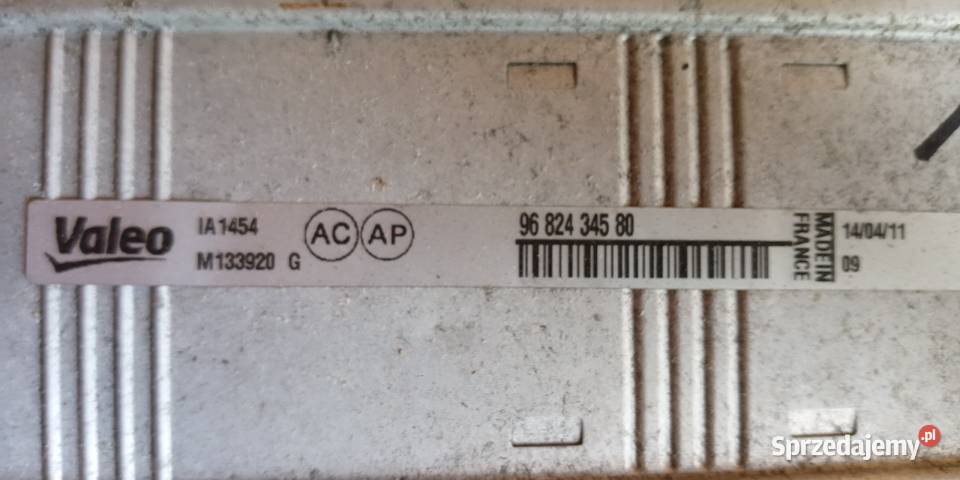 Valeo
IA1454
M133920 G
AC AP
96 824 345 80
MADE IN
FRANCE
14/04/11
09
Sprzedajemy.pl